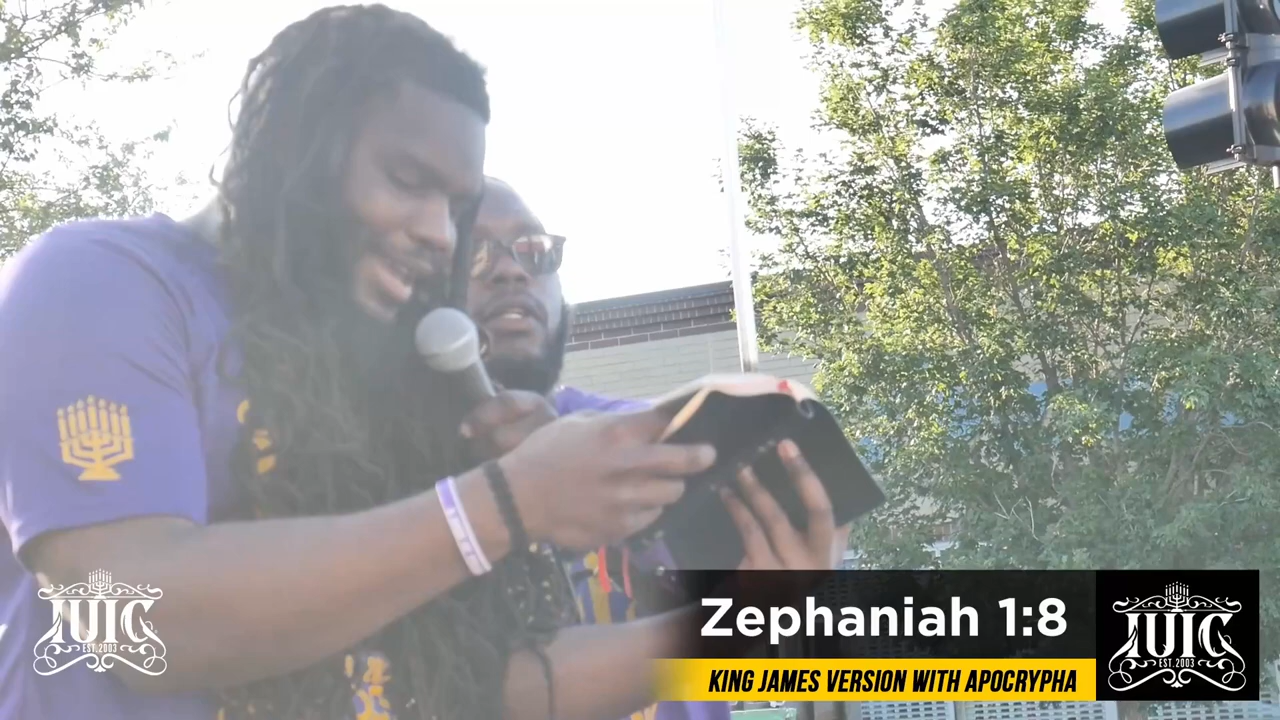 Zephaniah 1:8
KING JAMES VERSION WITH APOCRYPHA
IUIC
EST. 2003
IUIC
EST. 2003